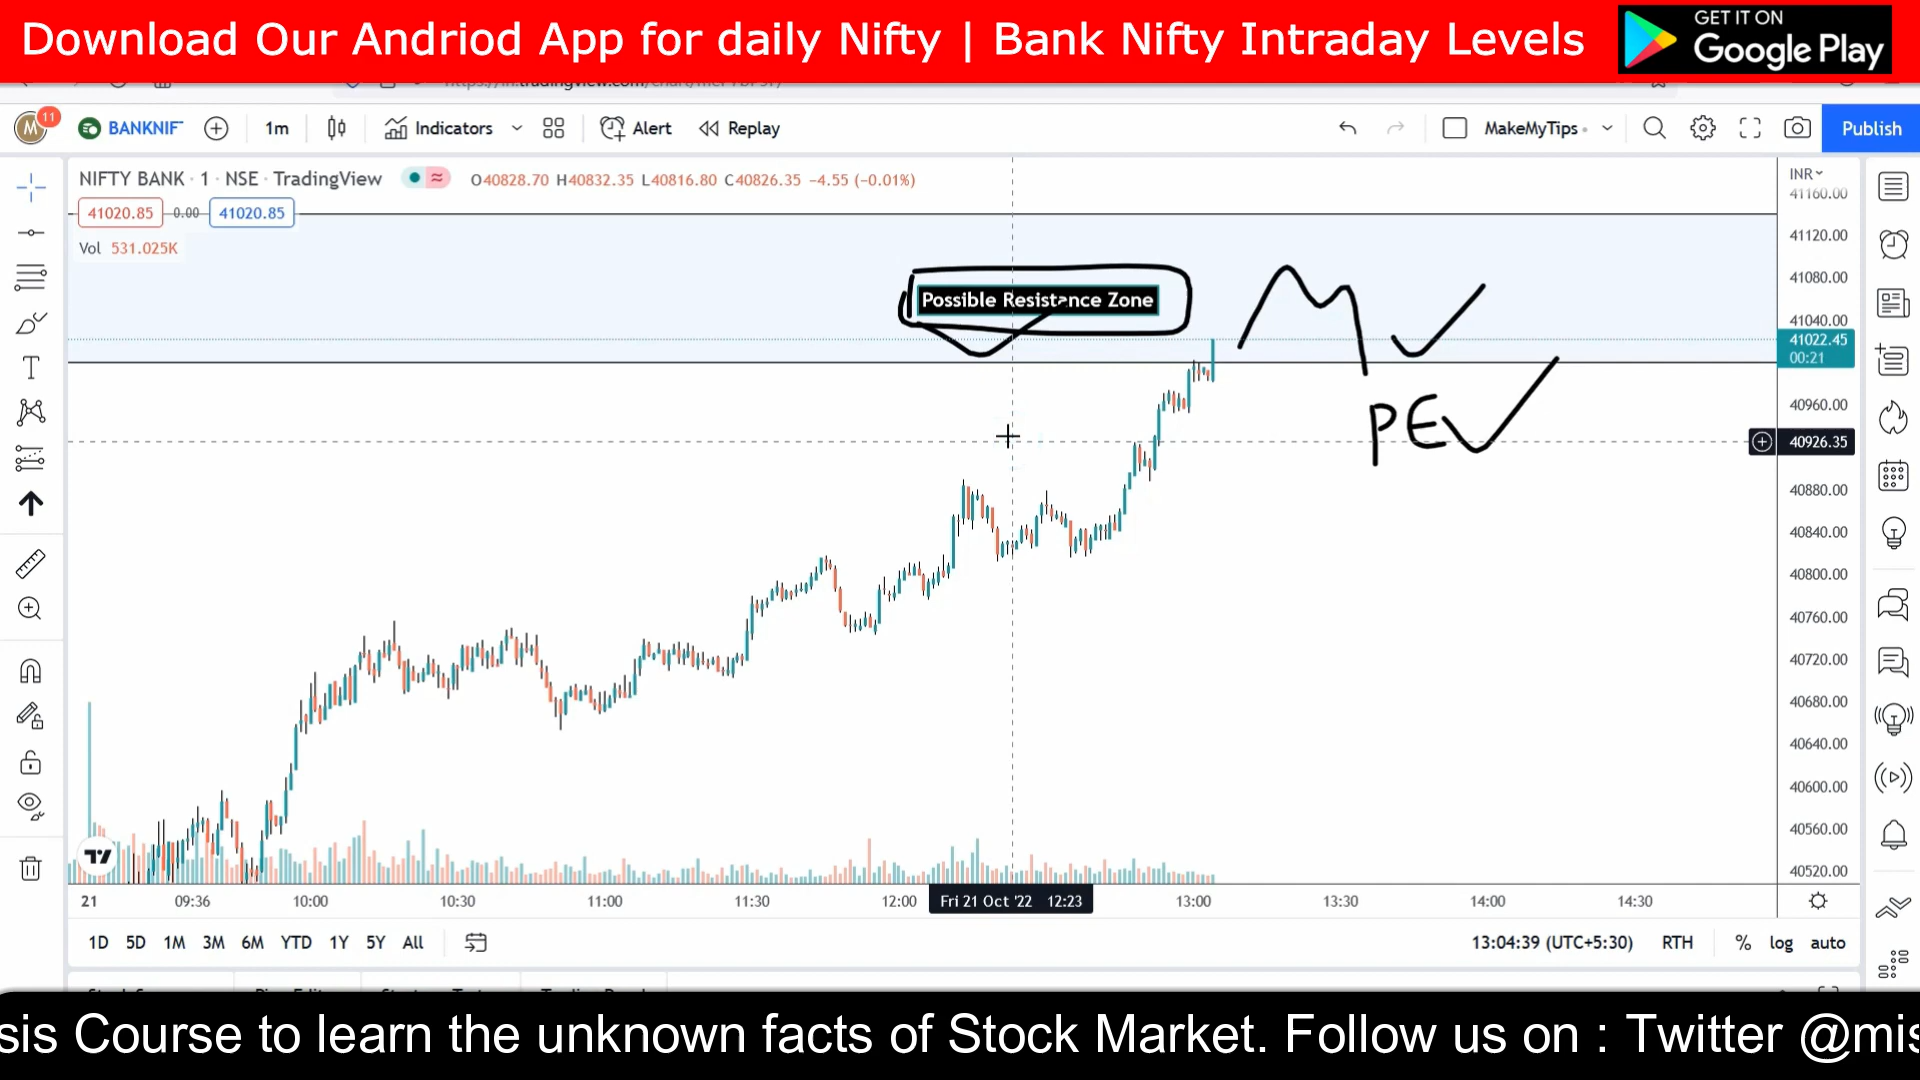 Download Our Andriod App for daily Nifty | Bank Nifty Intraday Levels
GET IT ON
Google Play
M 11 BANKNIF 1m Indicators Alert Replay MakeMyTips Publish
NIFTY BANK · 1 · NSE · TradingView O40828.70 H40832.35 L40816.80 C40826.35 −4.55 (−0.01%)
41020.85 0.00 41020.85
Vol 531.025K
INR
41160.00
41120.00
41080.00
41040.00
41022.45
00:21
40960.00
40926.35
40880.00
40840.00
40800.00
40760.00
40720.00
40680.00
40640.00
40600.00
40560.00
40520.00
Possible Resistance Zone
M
PE
21 09:36 10:00 10:30 11:00 11:30 12:00 Fri 21 Oct '22 12:23 13:00 13:30 14:00 14:30
1D 5D 1M 3M 6M YTD 1Y 5Y All 13:04:39 (UTC+5:30) RTH % log auto
sis Course to learn the unknown facts of Stock Market. Follow us on : Twitter @mis